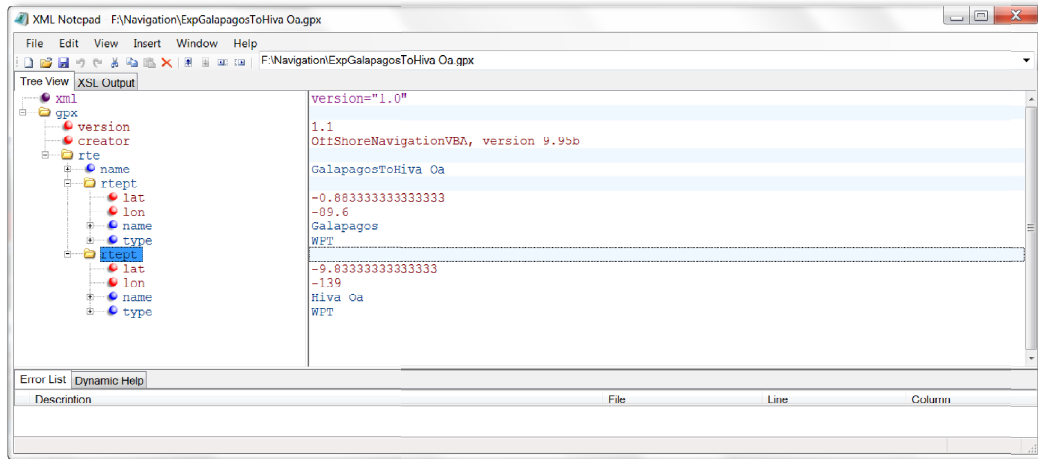 XML Notepad F:\Navigation\ExpGalapagosToHiva Oa.gpx
File Edit View Insert Window Help
F:\Navigation\ExpGalapagosToHiva Oa.gpx
Tree View XSL Output
xml version="1.0"
gpx
version 1.1
creator OffShoreNavigationVBA, version 9.95b
rte
name GalapagosToHiva Oa
rtept
lat -0.883333333333333
lon -89.6
name Galapagos
type WPT
rtept
lat -9.83333333333333
lon -139
name Hiva Oa
type WPT
Error List Dynamic Help
Description File Line Column